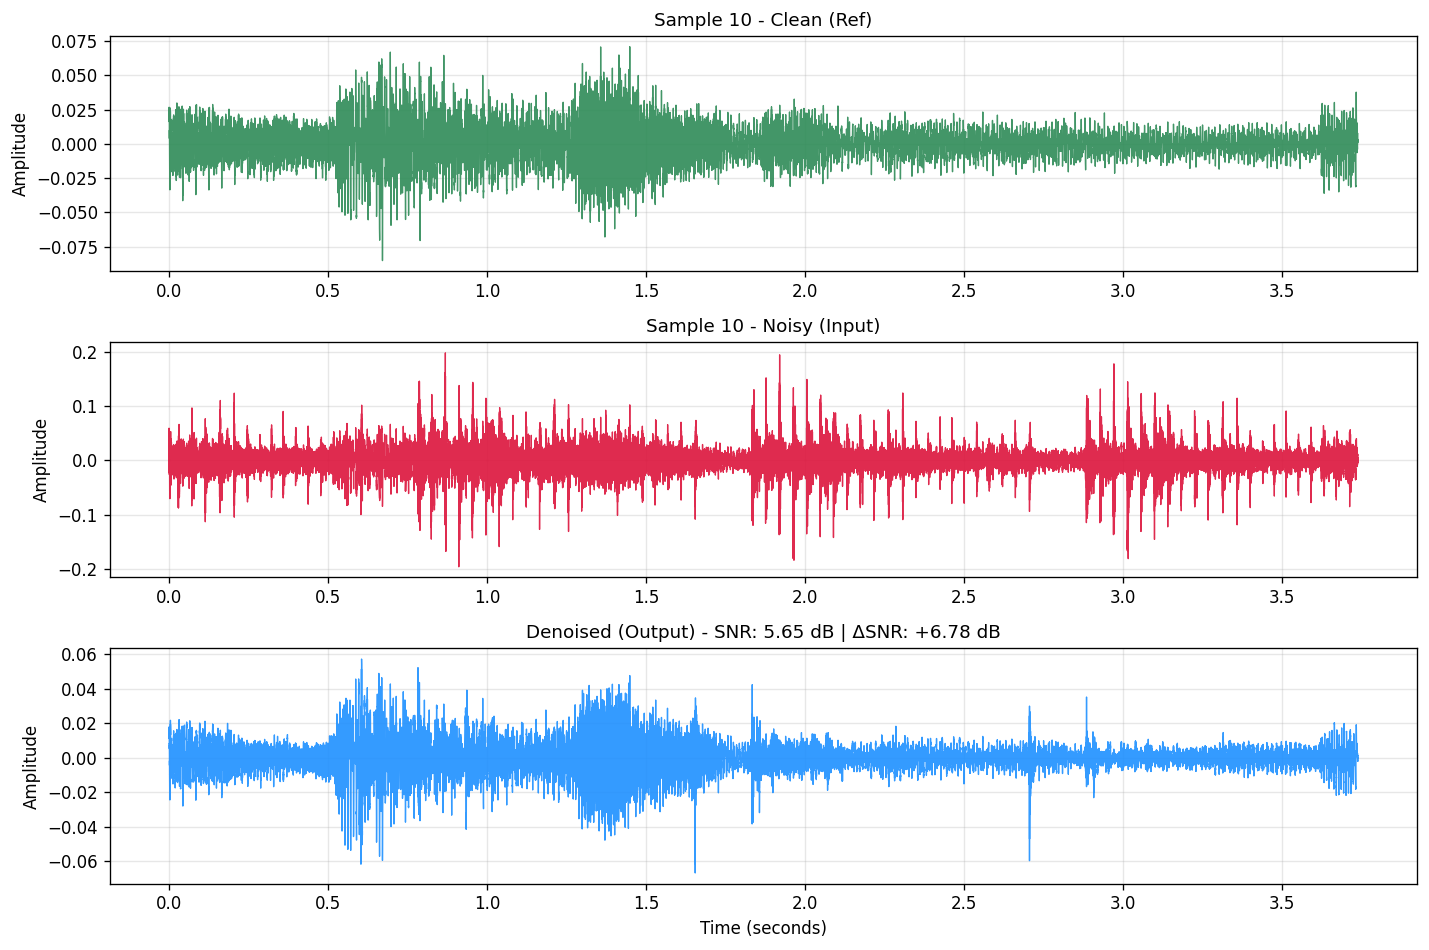 Sample 10 - Clean (Ref)
Amplitude
0.075
0.050
0.025
0.000
−0.025
−0.050
−0.075
0.0 0.5 1.0 1.5 2.0 2.5 3.0 3.5
Sample 10 - Noisy (Input)
Amplitude
0.2
0.1
0.0
−0.1
−0.2
0.0 0.5 1.0 1.5 2.0 2.5 3.0 3.5
Denoised (Output) - SNR: 5.65 dB | ΔSNR: +6.78 dB
Amplitude
0.06
0.04
0.02
0.00
−0.02
−0.04
−0.06
0.0 0.5 1.0 1.5 2.0 2.5 3.0 3.5
Time (seconds)